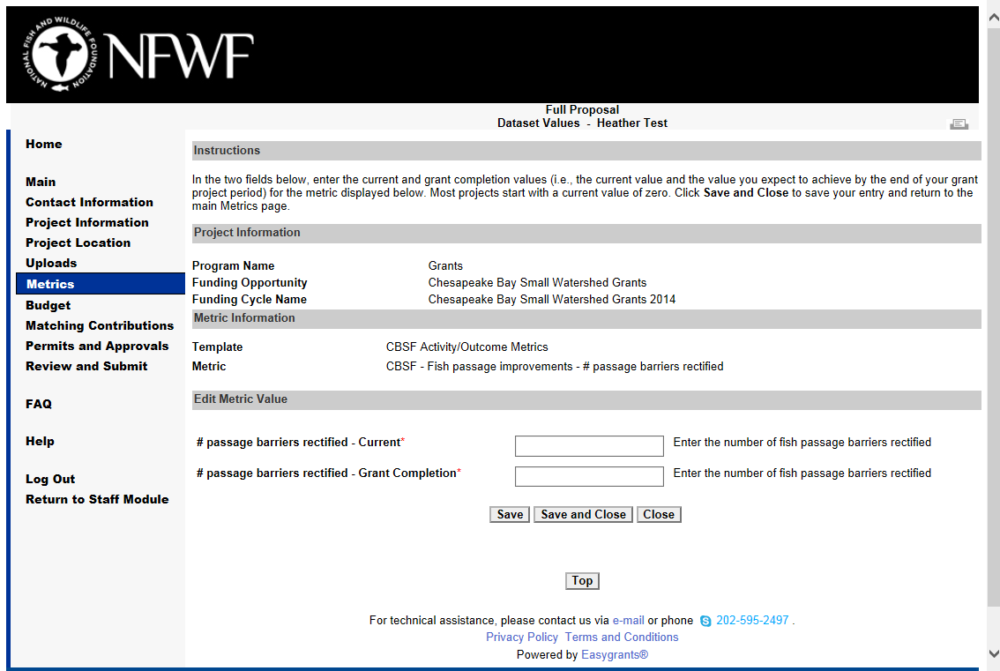 NATIONAL FISH AND WILDLIFE FOUNDATION
NFWF
Full Proposal
Dataset Values - Heather Test
Home
Main
Contact Information
Project Information
Project Location
Uploads
Metrics
Budget
Matching Contributions
Permits and Approvals
Review and Submit
FAQ
Help
Log Out
Return to Staff Module
Instructions
In the two fields below, enter the current and grant completion values (i.e., the current value and the value you expect to achieve by the end of your grant
project period) for the metric displayed below. Most projects start with a current value of zero. Click Save and Close to save your entry and return to the
main Metrics page.
Project Information
Program Name Grants
Funding Opportunity Chesapeake Bay Small Watershed Grants
Funding Cycle Name Chesapeake Bay Small Watershed Grants 2014
Metric Information
Template CBSF Activity/Outcome Metrics
Metric CBSF - Fish passage improvements - # passage barriers rectified
Edit Metric Value
# passage barriers rectified - Current* Enter the number of fish passage barriers rectified
# passage barriers rectified - Grant Completion* Enter the number of fish passage barriers rectified
Save Save and Close Close
Top
For technical assistance, please contact us via e-mail or phone 202-595-2497 .
Privacy Policy Terms and Conditions
Powered by Easygrants®